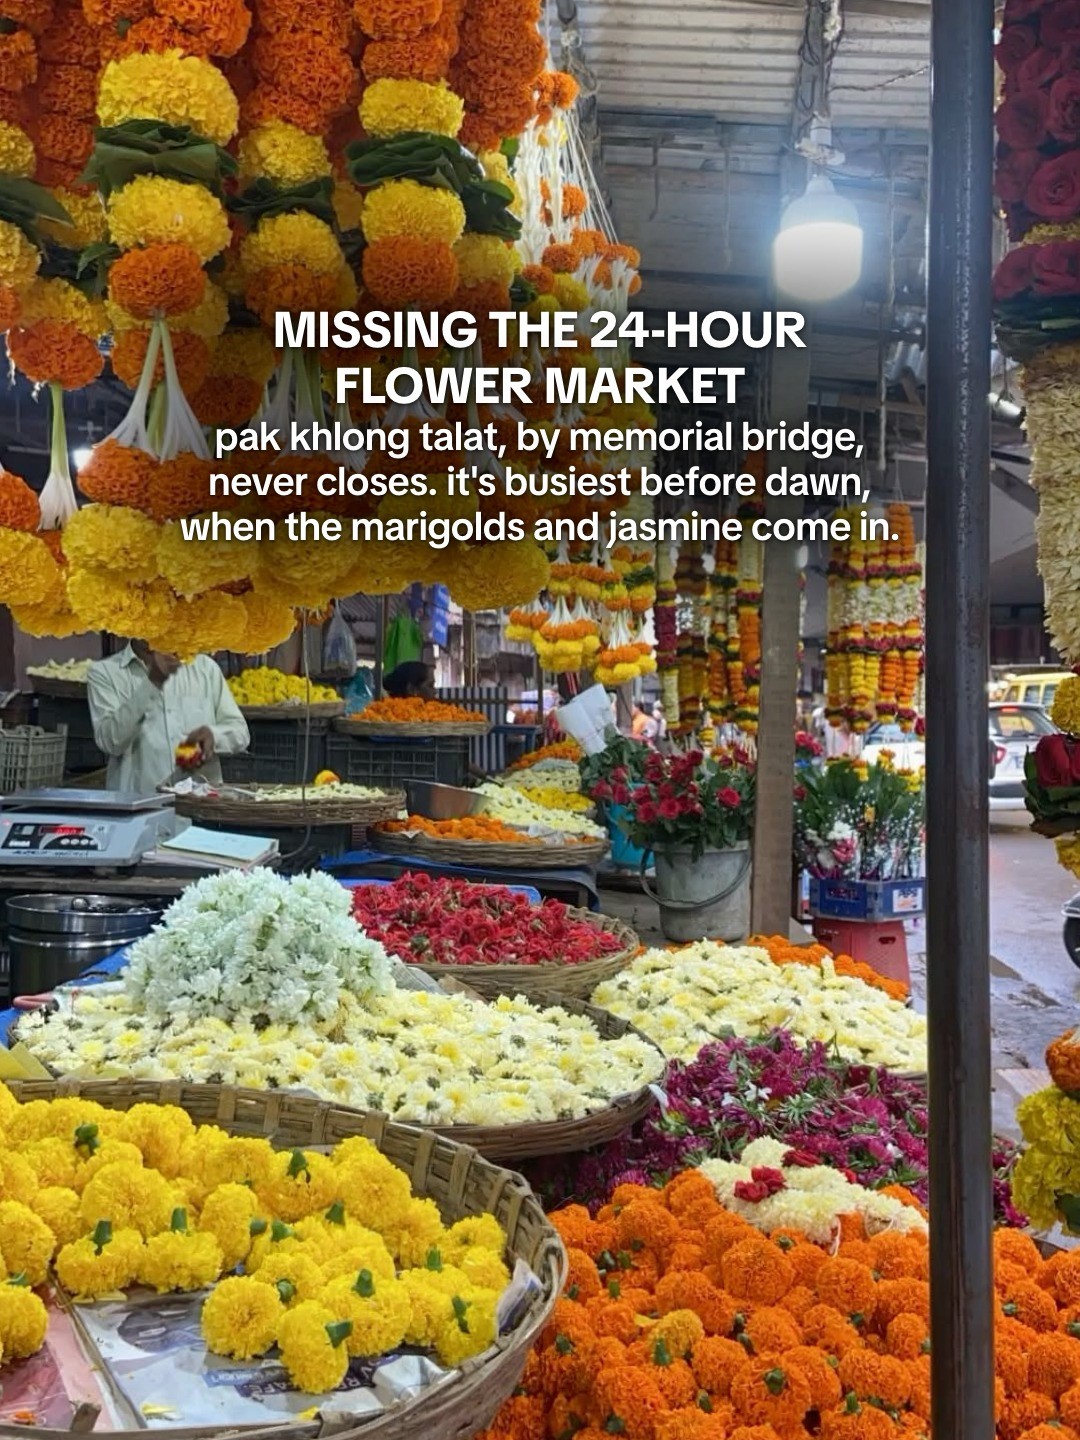 MISSING THE 24-HOUR
FLOWER MARKET
pak khlong talat, by memorial bridge,
never closes. it's busiest before dawn,
when the marigolds and jasmine come in.